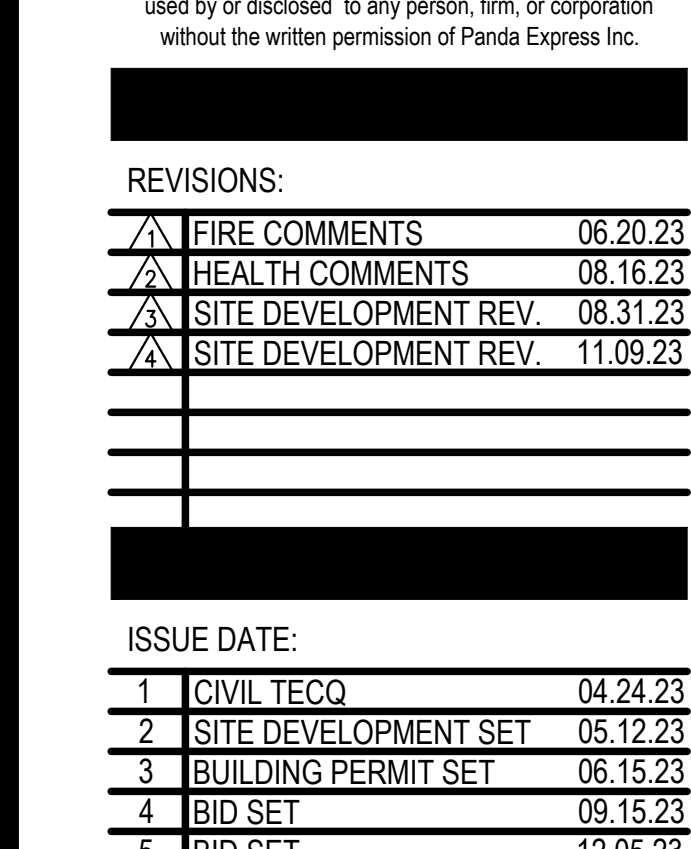 used by or disclosed to any person, firm, or corporation
without the written permission of Panda Express Inc.
REVISIONS:
1 FIRE COMMENTS 06.20.23
2 HEALTH COMMENTS 08.16.23
3 SITE DEVELOPMENT REV. 08.31.23
4 SITE DEVELOPMENT REV. 11.09.23
ISSUE DATE:
1 CIVIL TECQ 04.24.23
2 SITE DEVELOPMENT SET 05.12.23
3 BUILDING PERMIT SET 06.15.23
4 BID SET 09.15.23
5 BID SET 12.05.23